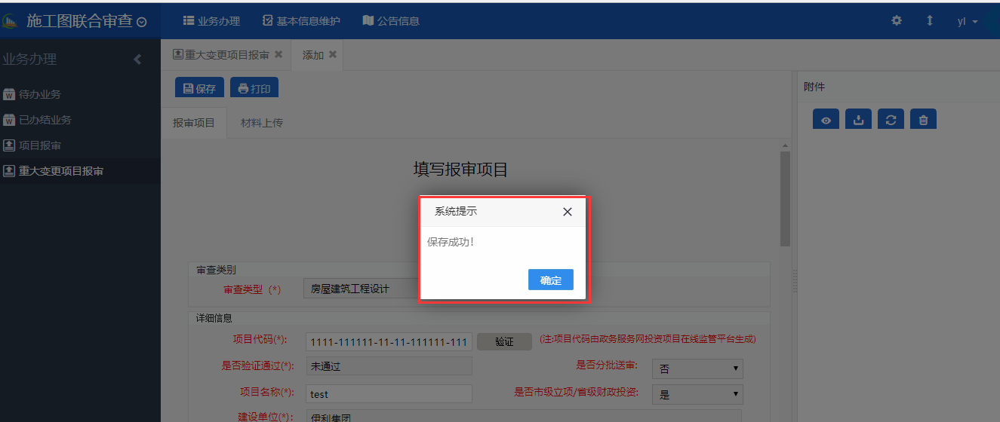 施工图联合审查
业务办理 基本信息维护 公告信息 yl
业务办理
待办业务
已办结业务
项目报审
重大变更项目报审
重大变更项目报审 添加
保存 打印
报审项目 材料上传
填写报审项目
系统提示
保存成功!
确定
审查类别
审查类型 (*) 房屋建筑工程设计
详细信息
项目代码(*): 1111-111111-11-11-111111-111 验证 (注:项目代码由政务服务网投资项目在线监管平台生成)
是否验证通过(*): 未通过 是否分批送审: 否
项目名称(*): test 是否市级立项/省级财政投资: 是
建设单位(*): 伊利集团
附件